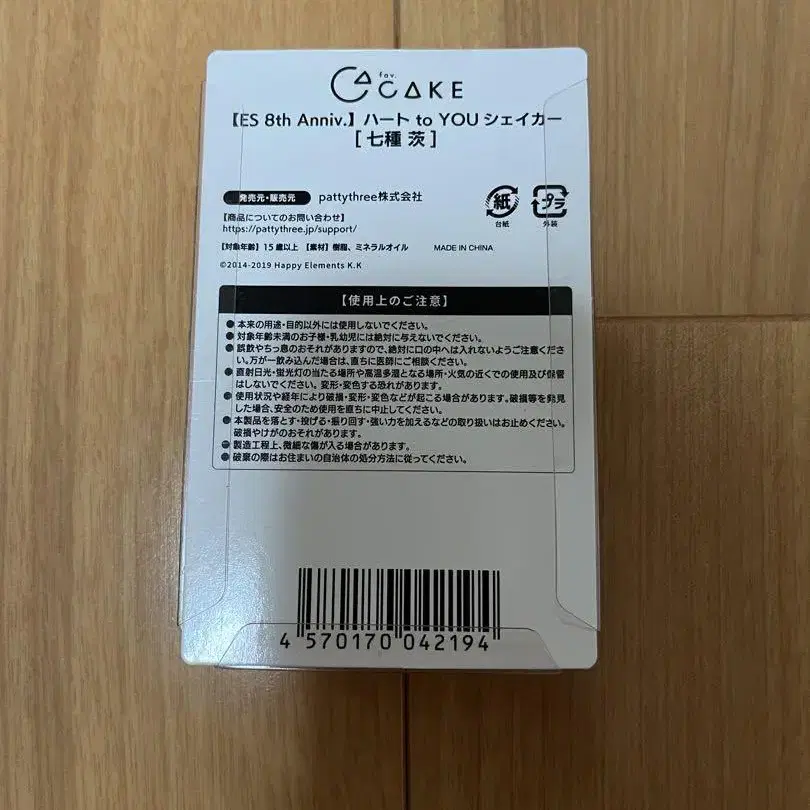 fav.
CAKE
【ES 8th Anniv.】ハート to YOU シェイカー
[ 七種 茨 ]
発売元・販売元 pattythree株式会社
【商品についてのお問い合わせ】
https://pattythree.jp/support/
紙
台紙
プラ
外装
【対象年齢】15歳以上 【素材】樹脂、ミネラルオイル MADE IN CHINA
©2014-2019 Happy Elements K.K
【使用上のご注意】
●本来の用途・目的以外には使用しないでください。
●対象年齢未満のお子様・乳幼児には絶対に与えないでください。
●誤飲やちっ息のおそれがありますので、絶対に口の中へは入れないようご注意くださ
い。万が一飲み込んだ場合は、直ちに医師にご相談ください。
●直射日光・蛍光灯の当たる場所や高温多湿となる場所・火気の近くでの使用及び保管
はしないでください。変形・変色する恐れがあります。
●使用状況や経年により破損・変形・変色などが起こる場合があります。破損等を発見
した場合、安全のため使用を直ちに中止してください。
●本製品を落とす・投げる・振り回す・強い力を加えるなどの取り扱いはお止めください。
破損やけがのおそれがあります。
●製造工程上、微細な傷が入る場合があります。
●破棄の際はお住まいの自治体の処分方法に従ってください。
4 570170 042194